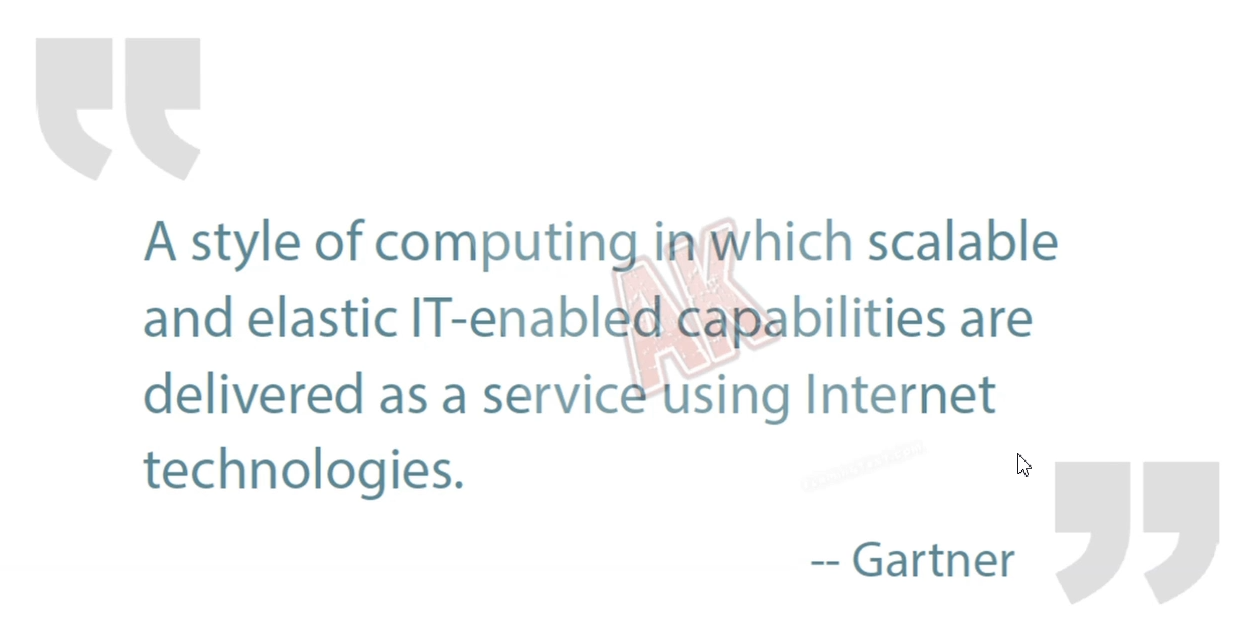 A style of computing in which scalable
and elastic IT-enabled capabilities are
delivered as a service using Internet
technologies.
-- Gartner
AK